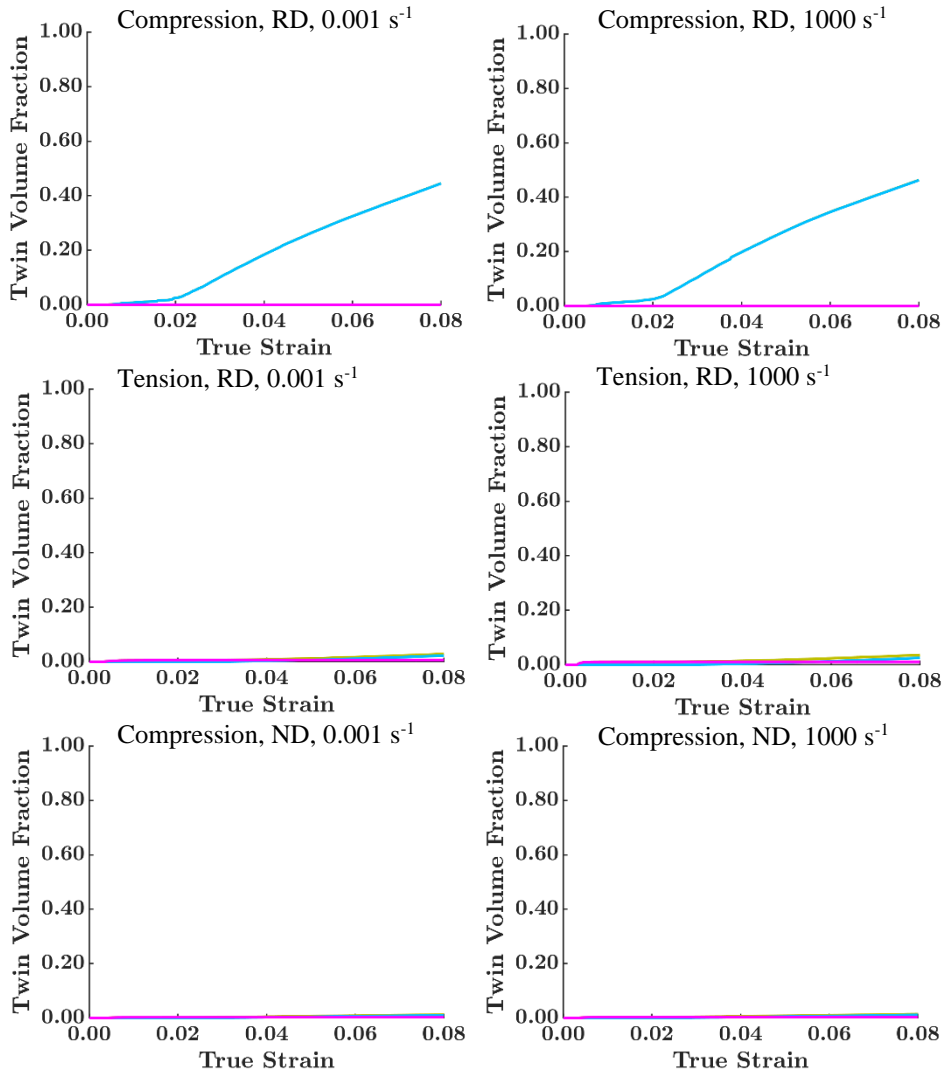 Compression, RD, 0.001 s-1
1.00
0.80
0.60
0.40
0.20
0.00
Twin Volume Fraction
0.00 0.02 0.04 0.06 0.08
True Strain
Compression, RD, 1000 s-1
1.00
0.80
0.60
0.40
0.20
0.00
Twin Volume Fraction
0.00 0.02 0.04 0.06 0.08
True Strain
Tension, RD, 0.001 s-1
1.00
0.80
0.60
0.40
0.20
0.00
Twin Volume Fraction
0.00 0.02 0.04 0.06 0.08
True Strain
Tension, RD, 1000 s-1
1.00
0.80
0.60
0.40
0.20
0.00
Twin Volume Fraction
0.00 0.02 0.04 0.06 0.08
True Strain
Compression, ND, 0.001 s-1
1.00
0.80
0.60
0.40
0.20
0.00
Twin Volume Fraction
0.00 0.02 0.04 0.06 0.08
True Strain
Compression, ND, 1000 s-1
1.00
0.80
0.60
0.40
0.20
0.00
Twin Volume Fraction
0.00 0.02 0.04 0.06 0.08
True Strain